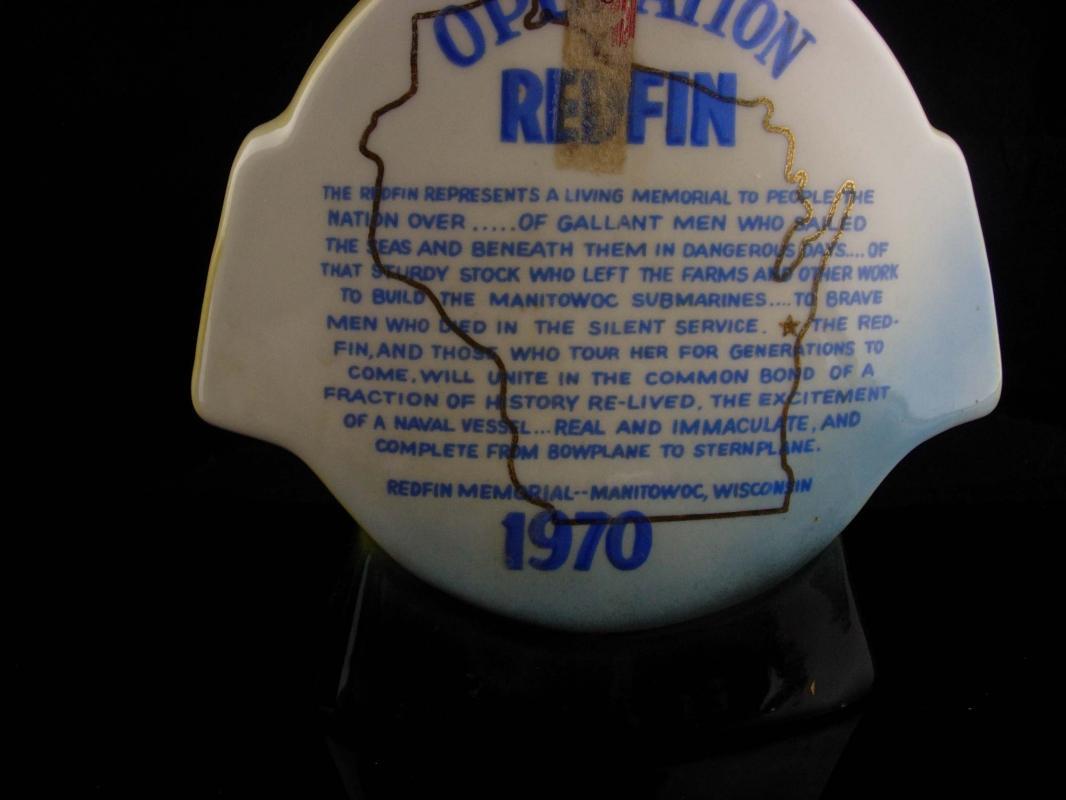 OPERATION
REDFIN
THE REDFIN REPRESENTS A LIVING MEMORIAL TO PEOPLE THE
NATION OVER.....OF GALLANT MEN WHO SAILED
THE SEAS AND BENEATH THEM IN DANGEROUS DAYS....OF
THAT STURDY STOCK WHO LEFT THE FARMS AND OTHER WORK
TO BUILD THE MANITOWOC SUBMARINES....TO BRAVE
MEN WHO DIED IN THE SILENT SERVICE. THE RED-
FIN, AND THOSE WHO TOUR HER FOR GENERATIONS TO
COME, WILL UNITE IN THE COMMON BOND OF A
FRACTION OF HISTORY RE-LIVED, THE EXCITEMENT
OF A NAVAL VESSEL...REAL AND IMMACULATE, AND
COMPLETE FROM BOWPLANE TO STERNPLANE.
REDFIN MEMORIAL--MANITOWOC, WISCONSIN
1970